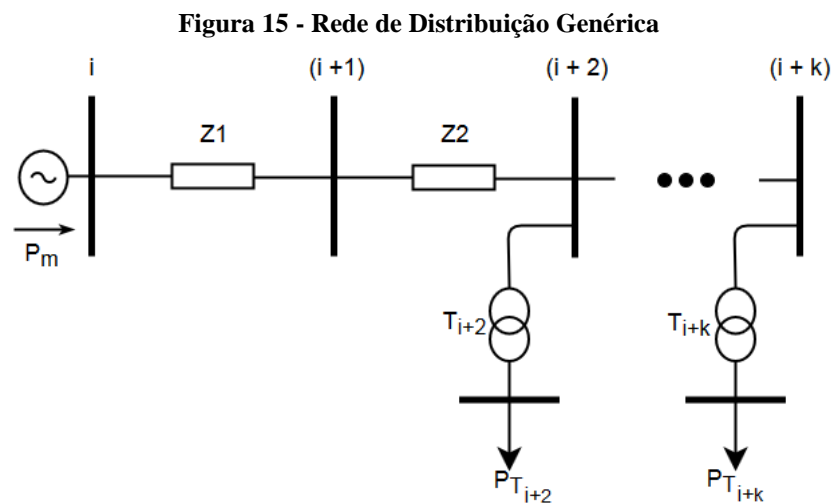 Figura 15 - Rede de Distribuição Genérica
i
(i +1)
(i + 2)
(i + k)
Z1
Z2
Pm
Ti+2
Ti+k
PTi+2
PTi+k